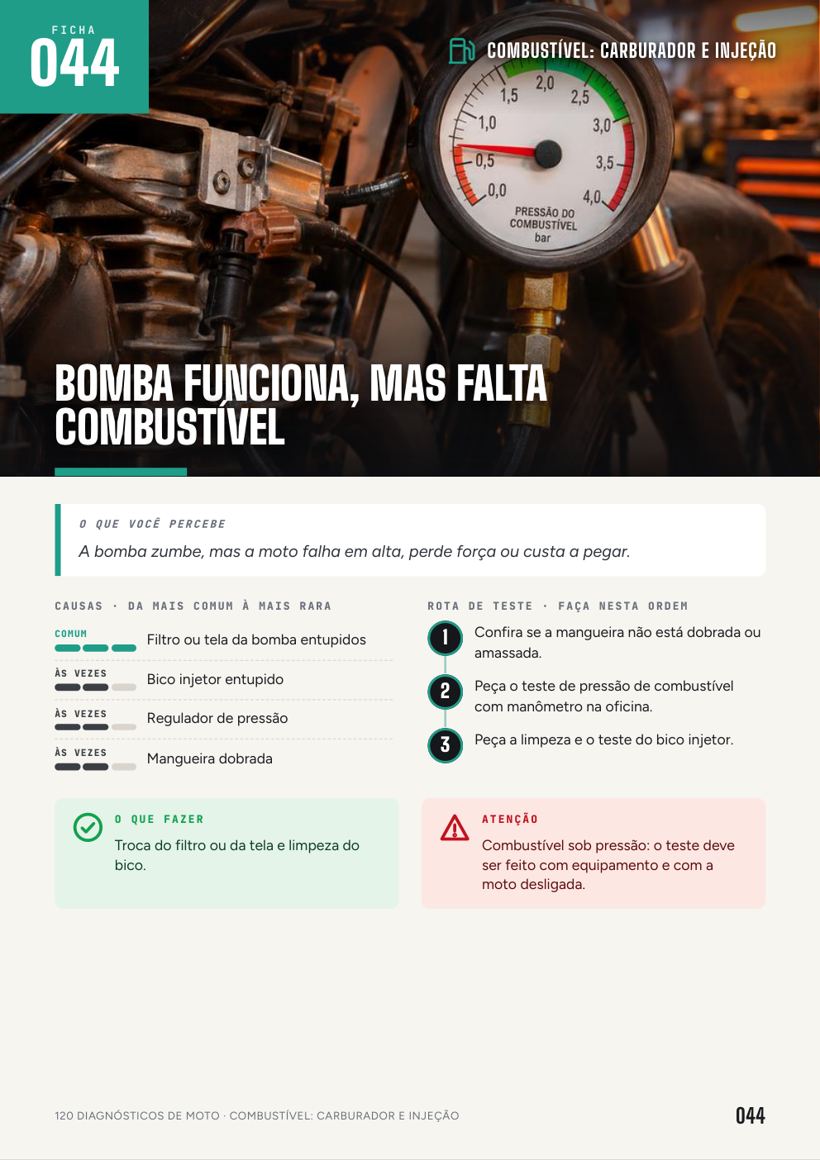 FICHA
044
COMBUSTÍVEL: CARBURADOR E INJEÇÃO
0,0
0,5
1,0
1,5
2,0
2,5
3,0
3,5
4,0
PRESSÃO DO
COMBUSTÍVEL
bar
BOMBA FUNCIONA, MAS FALTA
COMBUSTÍVEL
O QUE VOCÊ PERCEBE
A bomba zumbe, mas a moto falha em alta, perde força ou custa a pegar.
CAUSAS · DA MAIS COMUM À MAIS RARA
COMUM
Filtro ou tela da bomba entupidos
ÀS VEZES
Bico injetor entupido
ÀS VEZES
Regulador de pressão
ÀS VEZES
Mangueira dobrada
ROTA DE TESTE · FAÇA NESTA ORDEM
1
Confira se a mangueira não está dobrada ou
amassada.
2
Peça o teste de pressão de combustível
com manômetro na oficina.
3
Peça a limpeza e o teste do bico injetor.
O QUE FAZER
Troca do filtro ou da tela e limpeza do
bico.
ATENÇÃO
Combustível sob pressão: o teste deve
ser feito com equipamento e com a
moto desligada.
120 DIAGNÓSTICOS DE MOTO · COMBUSTÍVEL: CARBURADOR E INJEÇÃO
044